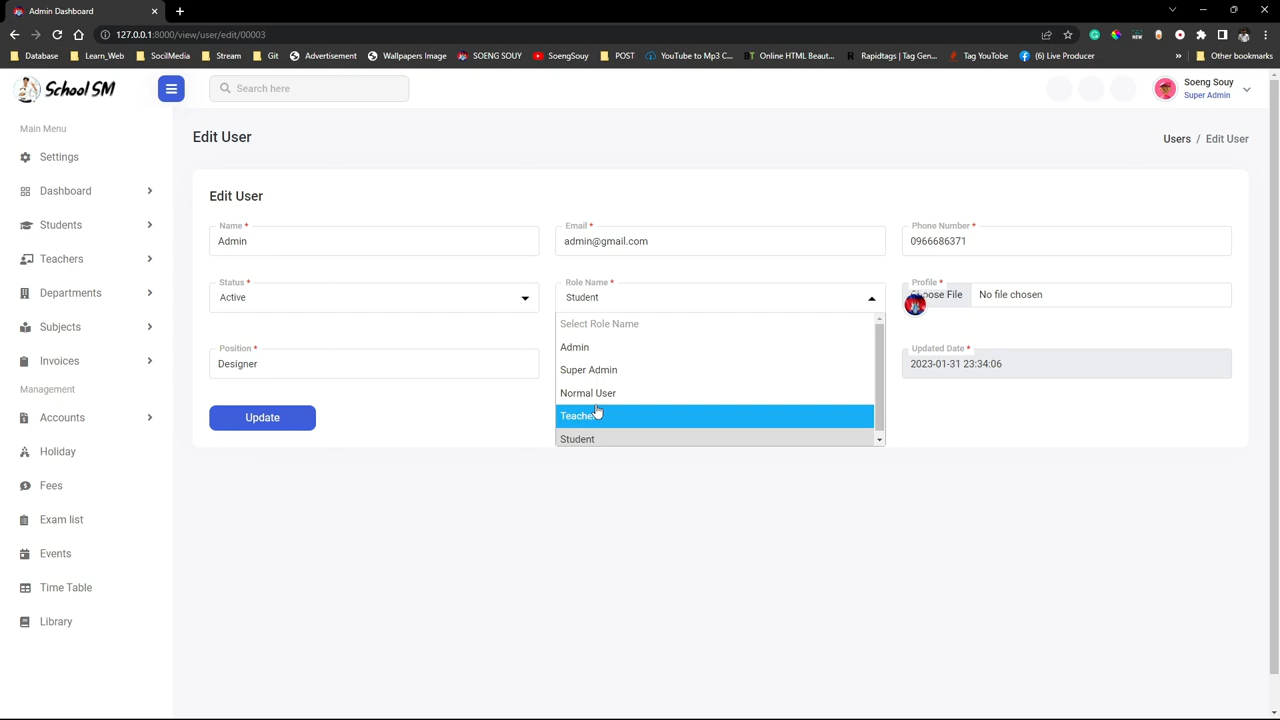 Admin Dashboard
127.0.0.1:8000/view/user/edit/00003
Database Learn_Web SocilMedia Stream Git Advertisement Wallpapers Image SOENG SOUY SoengSouy POST YouTube to Mp3 C... Online HTML Beaut... Rapidtags | Tag Gen... Tag YouTube (6) Live Producer » Other bookmarks
School SM
Search here
Soeng Souy
Super Admin
Main Menu
Settings
Dashboard
Students
Teachers
Departments
Subjects
Invoices
Management
Accounts
Holiday
Fees
Exam list
Events
Time Table
Library
Edit User
Users / Edit User
Edit User
Name *
Admin
Email *
admin@gmail.com
Phone Number *
0966686371
Status *
Active
Role Name *
Student
Profile *
No file chosen
Select Role Name
Admin
Super Admin
Normal User
Teacher
Student
Position *
Designer
Updated Date *
2023-01-31 23:34:06
Update